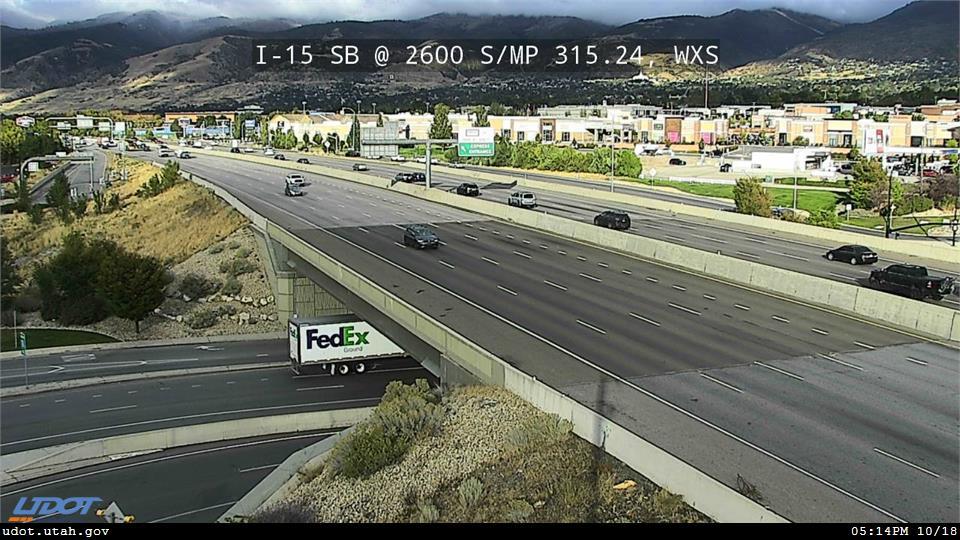 I-15 SB @ 2600 S/MP 315.24, WXS
EXPRESS
ENTRANCE
FedEx
Ground
UDOT
udot.utah.gov
05:14PM 10/18